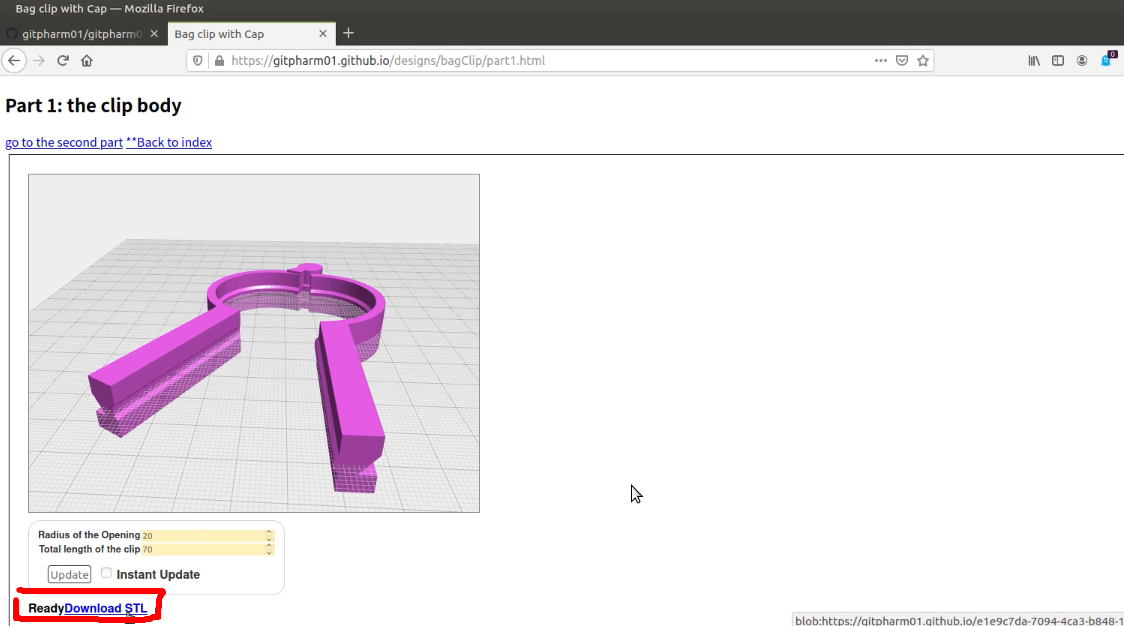 Bag clip with Cap — Mozilla Firefox
gitpharm01/gitpharm0
Bag clip with Cap
https://gitpharm01.github.io/designs/bagClip/part1.html
0
Part 1: the clip body
go to the second part **Back to index
Radius of the Opening 20
Total length of the clip 70
Update Instant Update
ReadyDownload STL
blob:https://gitpharm01.github.io/e1e9c7da-7094-4ca3-b848-1